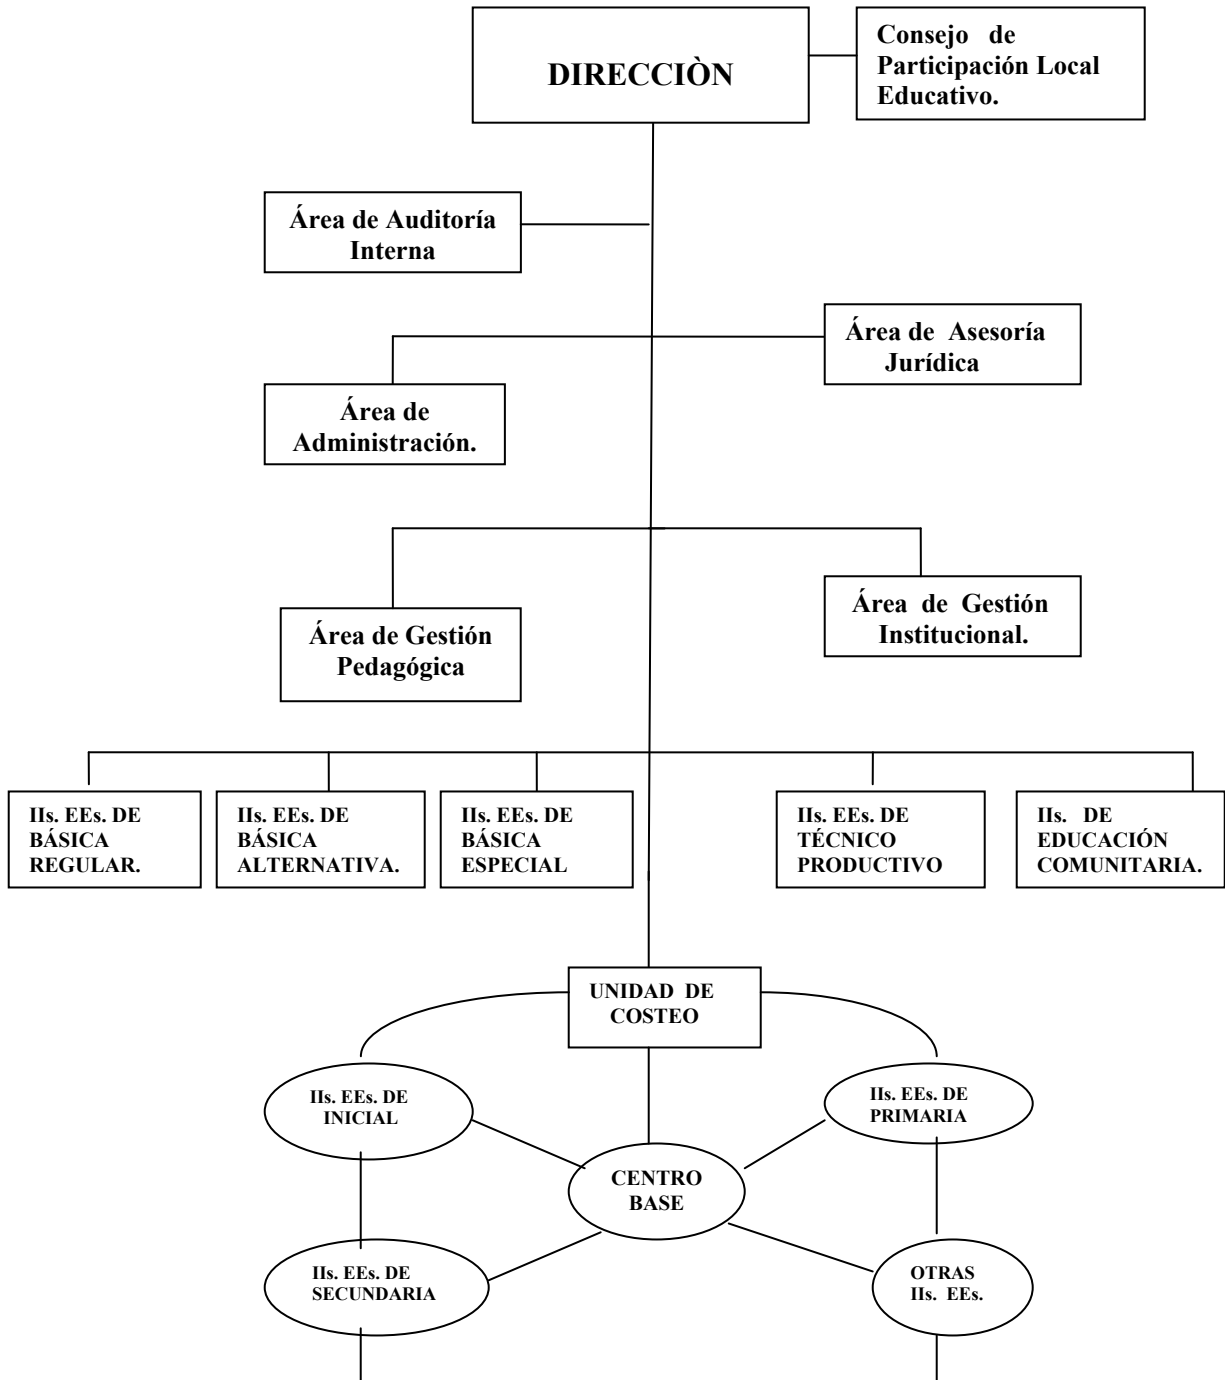 DIRECCIÒN
Consejo de
Participación Local
Educativo.
Área de Auditoría
Interna
Área de Asesoría
Jurídica
Área de
Administración.
Área de Gestión
Pedagógica
Área de Gestión
Institucional.
IIs. EEs. DE
BÁSICA
REGULAR.
IIs. EEs. DE
BÁSICA
ALTERNATIVA.
IIs. EEs. DE
BÁSICA
ESPECIAL
IIs. EEs. DE
TÉCNICO
PRODUCTIVO
IIs. DE
EDUCACIÓN
COMUNITARIA.
UNIDAD DE
COSTEO
IIs. EEs. DE
INICIAL
IIs. EEs. DE
PRIMARIA
CENTRO
BASE
IIs. EEs. DE
SECUNDARIA
OTRAS
IIs. EEs.